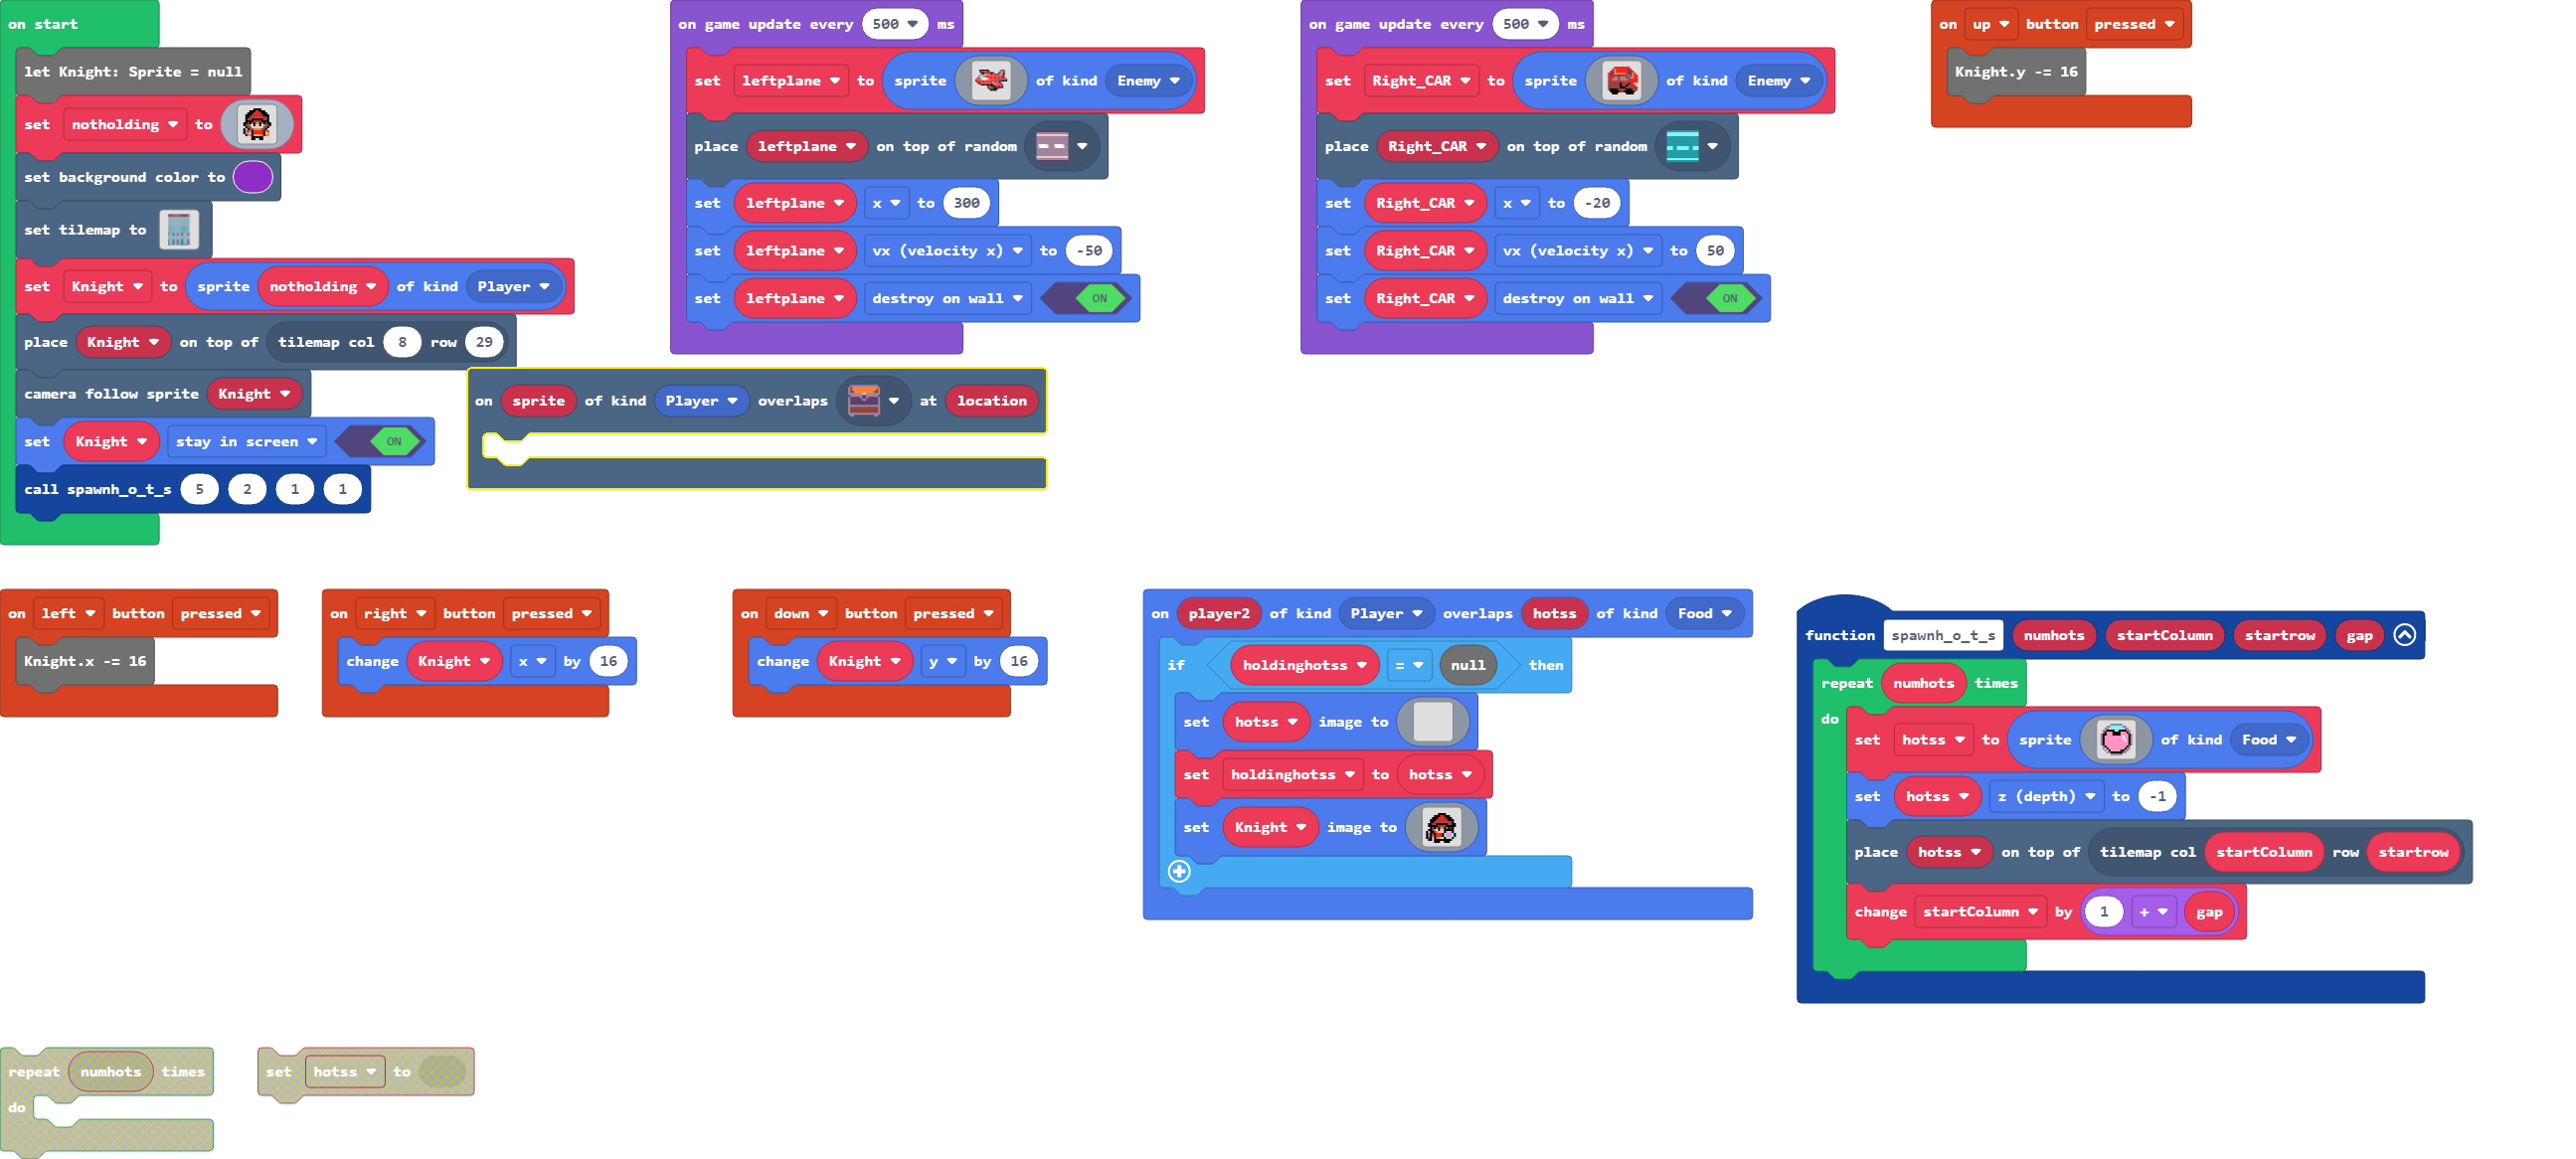 on start
let Knight: Sprite = null
set notholding to
set background color to
set tilemap to
set Knight to sprite notholding of kind Player
place Knight on top of tilemap col 8 row 29
camera follow sprite Knight
set Knight stay in screen ON
call spawnh_o_t_s 5 2 1 1
on game update every 500 ms
set leftplane to sprite of kind Enemy
place leftplane on top of random
set leftplane x to 300
set leftplane vx (velocity x) to -50
set leftplane destroy on wall ON
on game update every 500 ms
set Right_CAR to sprite of kind Enemy
place Right_CAR on top of random
set Right_CAR x to -20
set Right_CAR vx (velocity x) to 50
set Right_CAR destroy on wall ON
on up button pressed
Knight.y -= 16
on sprite of kind Player overlaps at location
on left button pressed
Knight.x -= 16
on right button pressed
change Knight x by 16
on down button pressed
change Knight y by 16
on player2 of kind Player overlaps hotss of kind Food
if holdinghotss = null then
set hotss image to
set holdinghotss to hotss
set Knight image to
function spawnh_o_t_s numhots startColumn startrow gap
repeat numhots times
do
set hotss to sprite of kind Food
set hotss z (depth) to -1
place hotss on top of tilemap col startColumn row startrow
change startColumn by 1 + gap
repeat numhots times
do
set hotss to